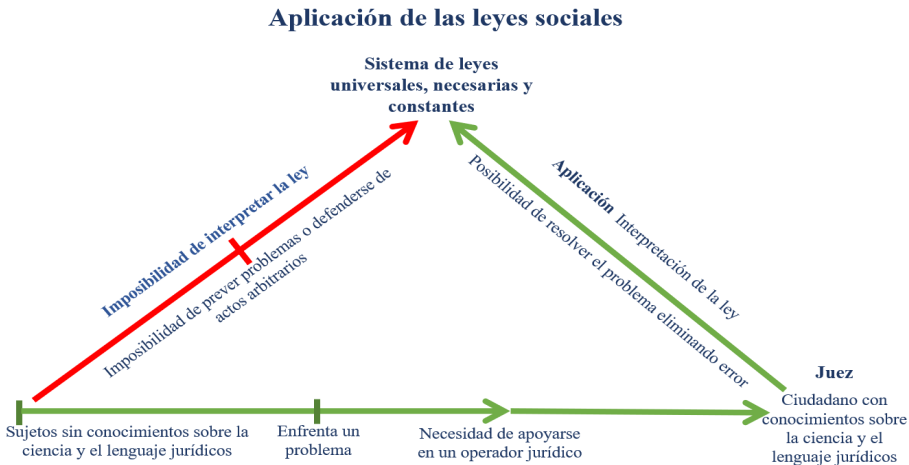 Aplicación de las leyes sociales
Sistema de leyes
universales, necesarias y
constantes
Imposibilidad de interpretar la ley
Imposibilidad de prever problemas o defenderse de
actos arbitrarios
Aplicación Interpretación de la ley
Posibilidad de resolver el problema eliminando error
Sujetos sin conocimientos sobre la
ciencia y el lenguaje jurídicos
Enfrenta un
problema
Necesidad de apoyarse
en un operador jurídico
Juez
Ciudadano con
conocimientos sobre
la ciencia y el
lenguaje jurídicos